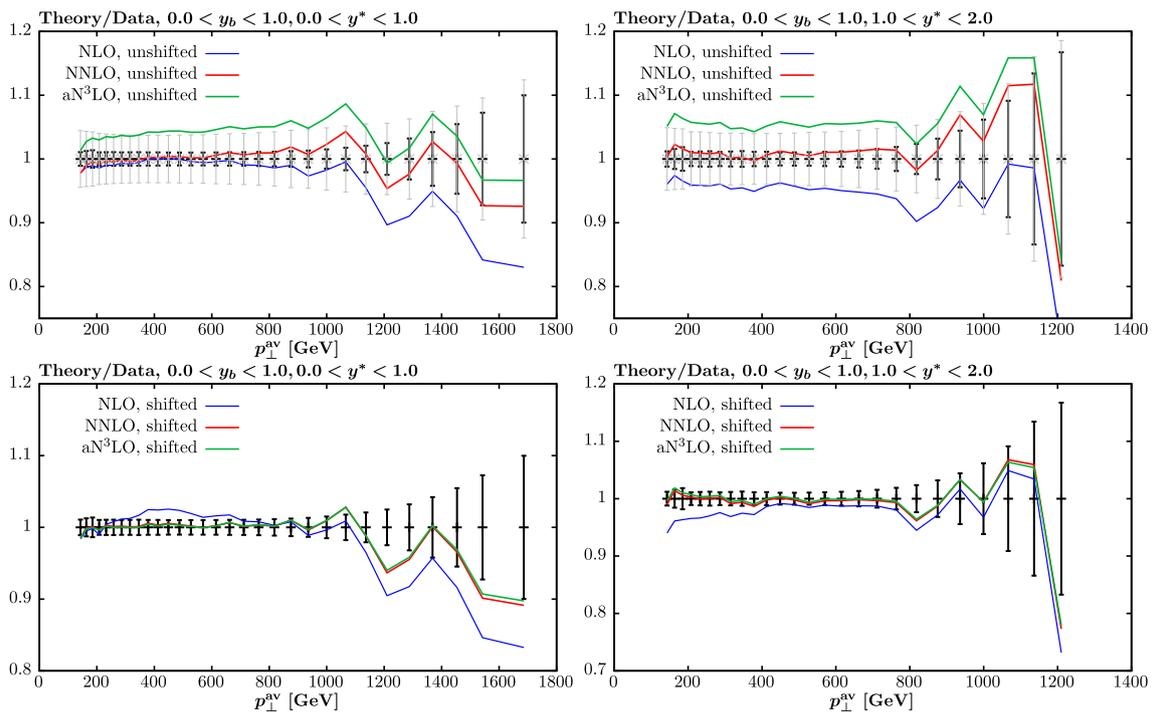 Theory/Data, 0.0 < y_b < 1.0, 0.0 < y* < 1.0
1.2
1.1
1
0.9
0.8
NLO, unshifted
NNLO, unshifted
aN³LO, unshifted
0 200 400 600 800 1000 1200 1400 1600 1800
p⊥^av [GeV]
Theory/Data, 0.0 < y_b < 1.0, 1.0 < y* < 2.0
1.2
1.1
1
0.9
0.8
NLO, unshifted
NNLO, unshifted
aN³LO, unshifted
0 200 400 600 800 1000 1200 1400
p⊥^av [GeV]
Theory/Data, 0.0 < y_b < 1.0, 0.0 < y* < 1.0
1.2
1.1
1
0.9
0.8
NLO, shifted
NNLO, shifted
aN³LO, shifted
0 200 400 600 800 1000 1200 1400 1600 1800
p⊥^av [GeV]
Theory/Data, 0.0 < y_b < 1.0, 1.0 < y* < 2.0
1.2
1.1
1
0.9
0.8
0.7
NLO, shifted
NNLO, shifted
aN³LO, shifted
0 200 400 600 800 1000 1200 1400
p⊥^av [GeV]